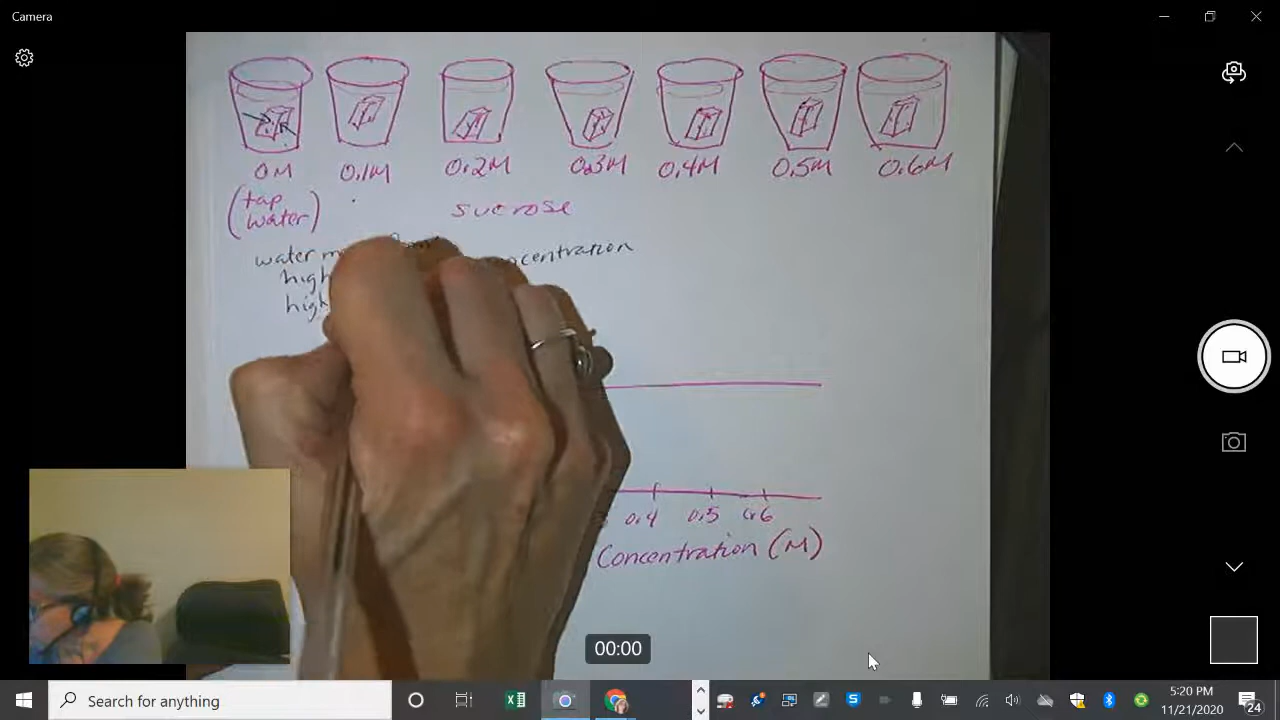 Camera
0M 0.1M 0.2M 0.3M 0.4M 0.5M 0.6M
(tap
water)
sucrose
water
high
high
0.4 0.5 0.6
Concentration (M)
00:00
Search for anything
5:20 PM
11/21/2020
24